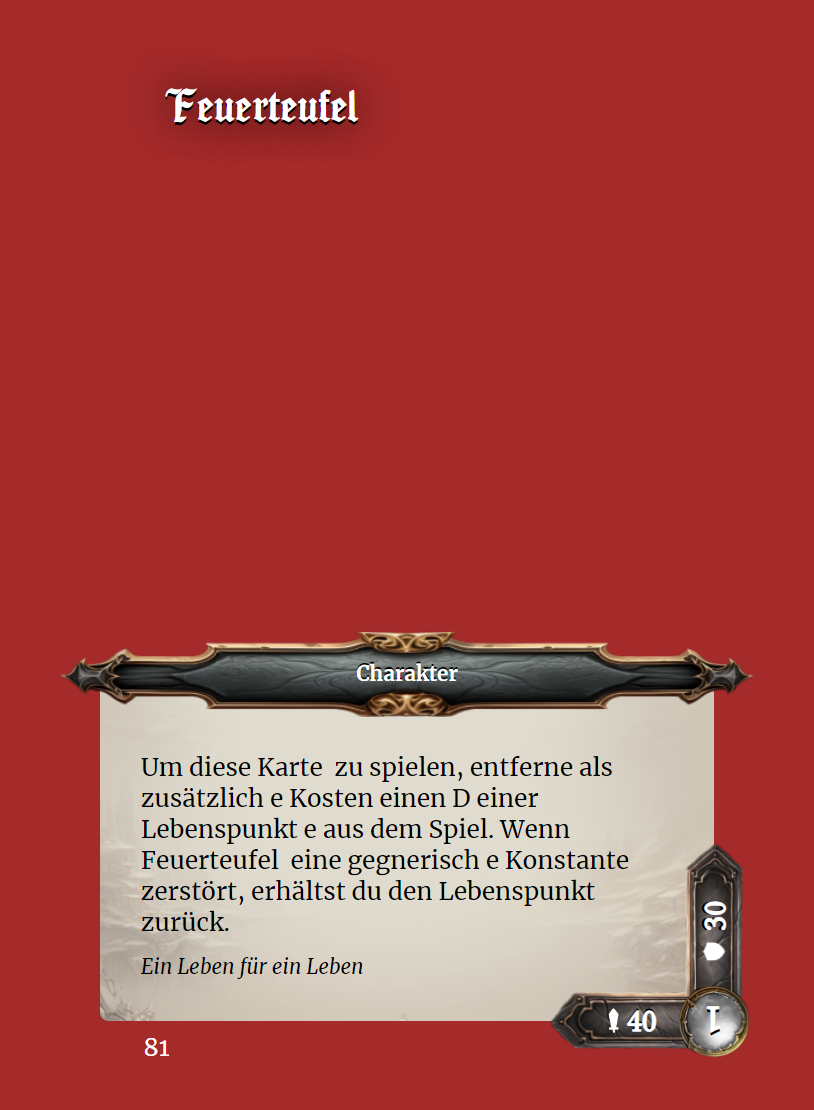 Feuerteufel
Charakter
Um diese Karte  zu spielen, entferne als
zusätzlich e Kosten einen D einer
Lebenspunkt e aus dem Spiel. Wenn
Feuerteufel  eine gegnerisch e Konstante
zerstört, erhältst du den Lebenspunkt
zurück.
Ein Leben für ein Leben
30
40
1
81